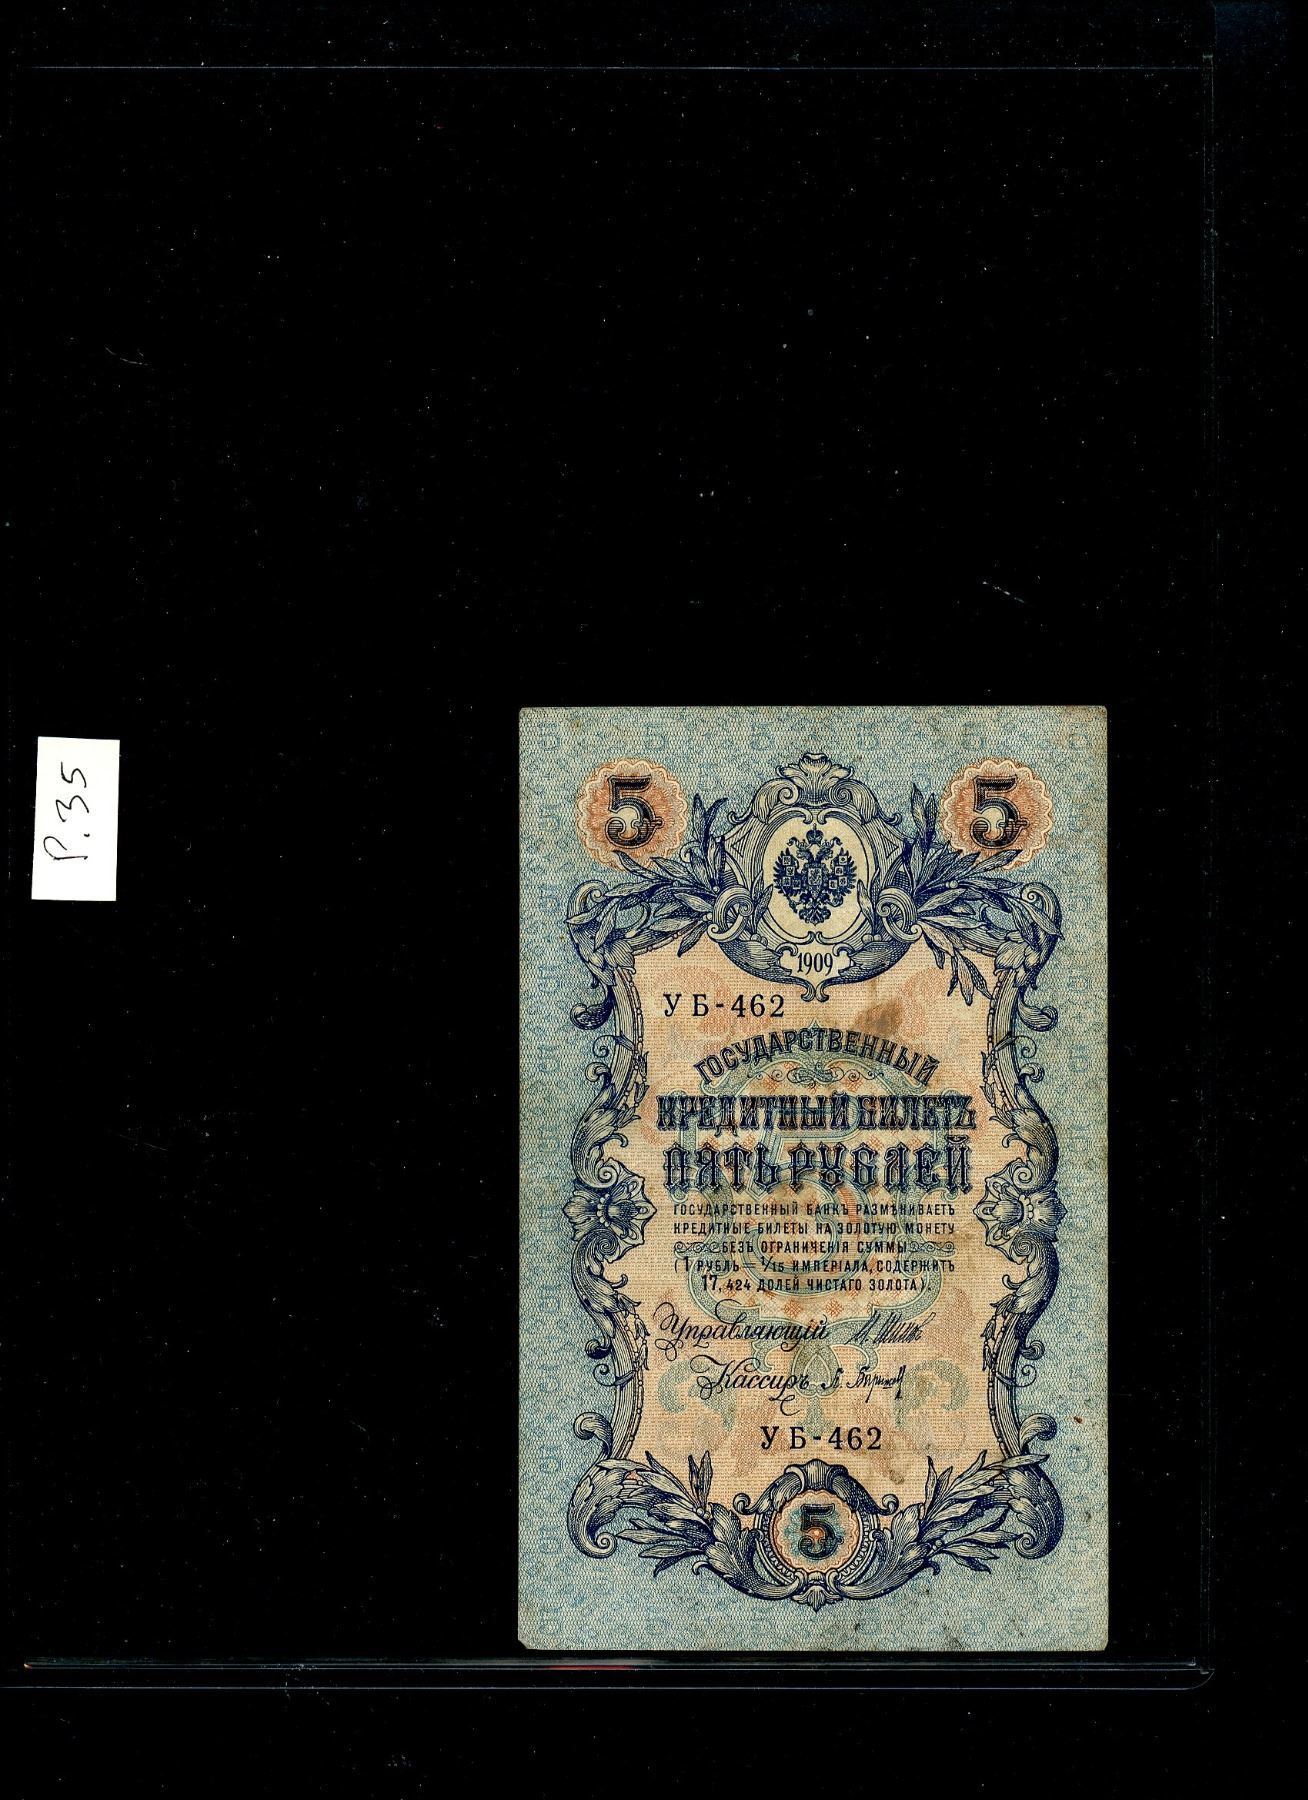 P.35
5
5
1909
УБ-462
ГОСУДАРСТВЕННЫЙ
КРЕДИТНЫЙ БИЛЕТЪ
ПЯТЬ РУБЛЕЙ
ГОСУДАРСТВЕННЫЙ БАНКЪ РАЗМѢНИВАЕТЪ
КРЕДИТНЫЕ БИЛЕТЫ НА ЗОЛОТУЮ МОНЕТУ
БЕЗЪ ОГРАНИЧЕНІЯ СУММЫ
(1 РУБЛЬ = 1/15 ИМПЕРІАЛА, СОДЕРЖИТЪ
17,424 ДОЛЕЙ ЧИСТАГО ЗОЛОТА).
Управляющій
Кассиръ
УБ-462
5